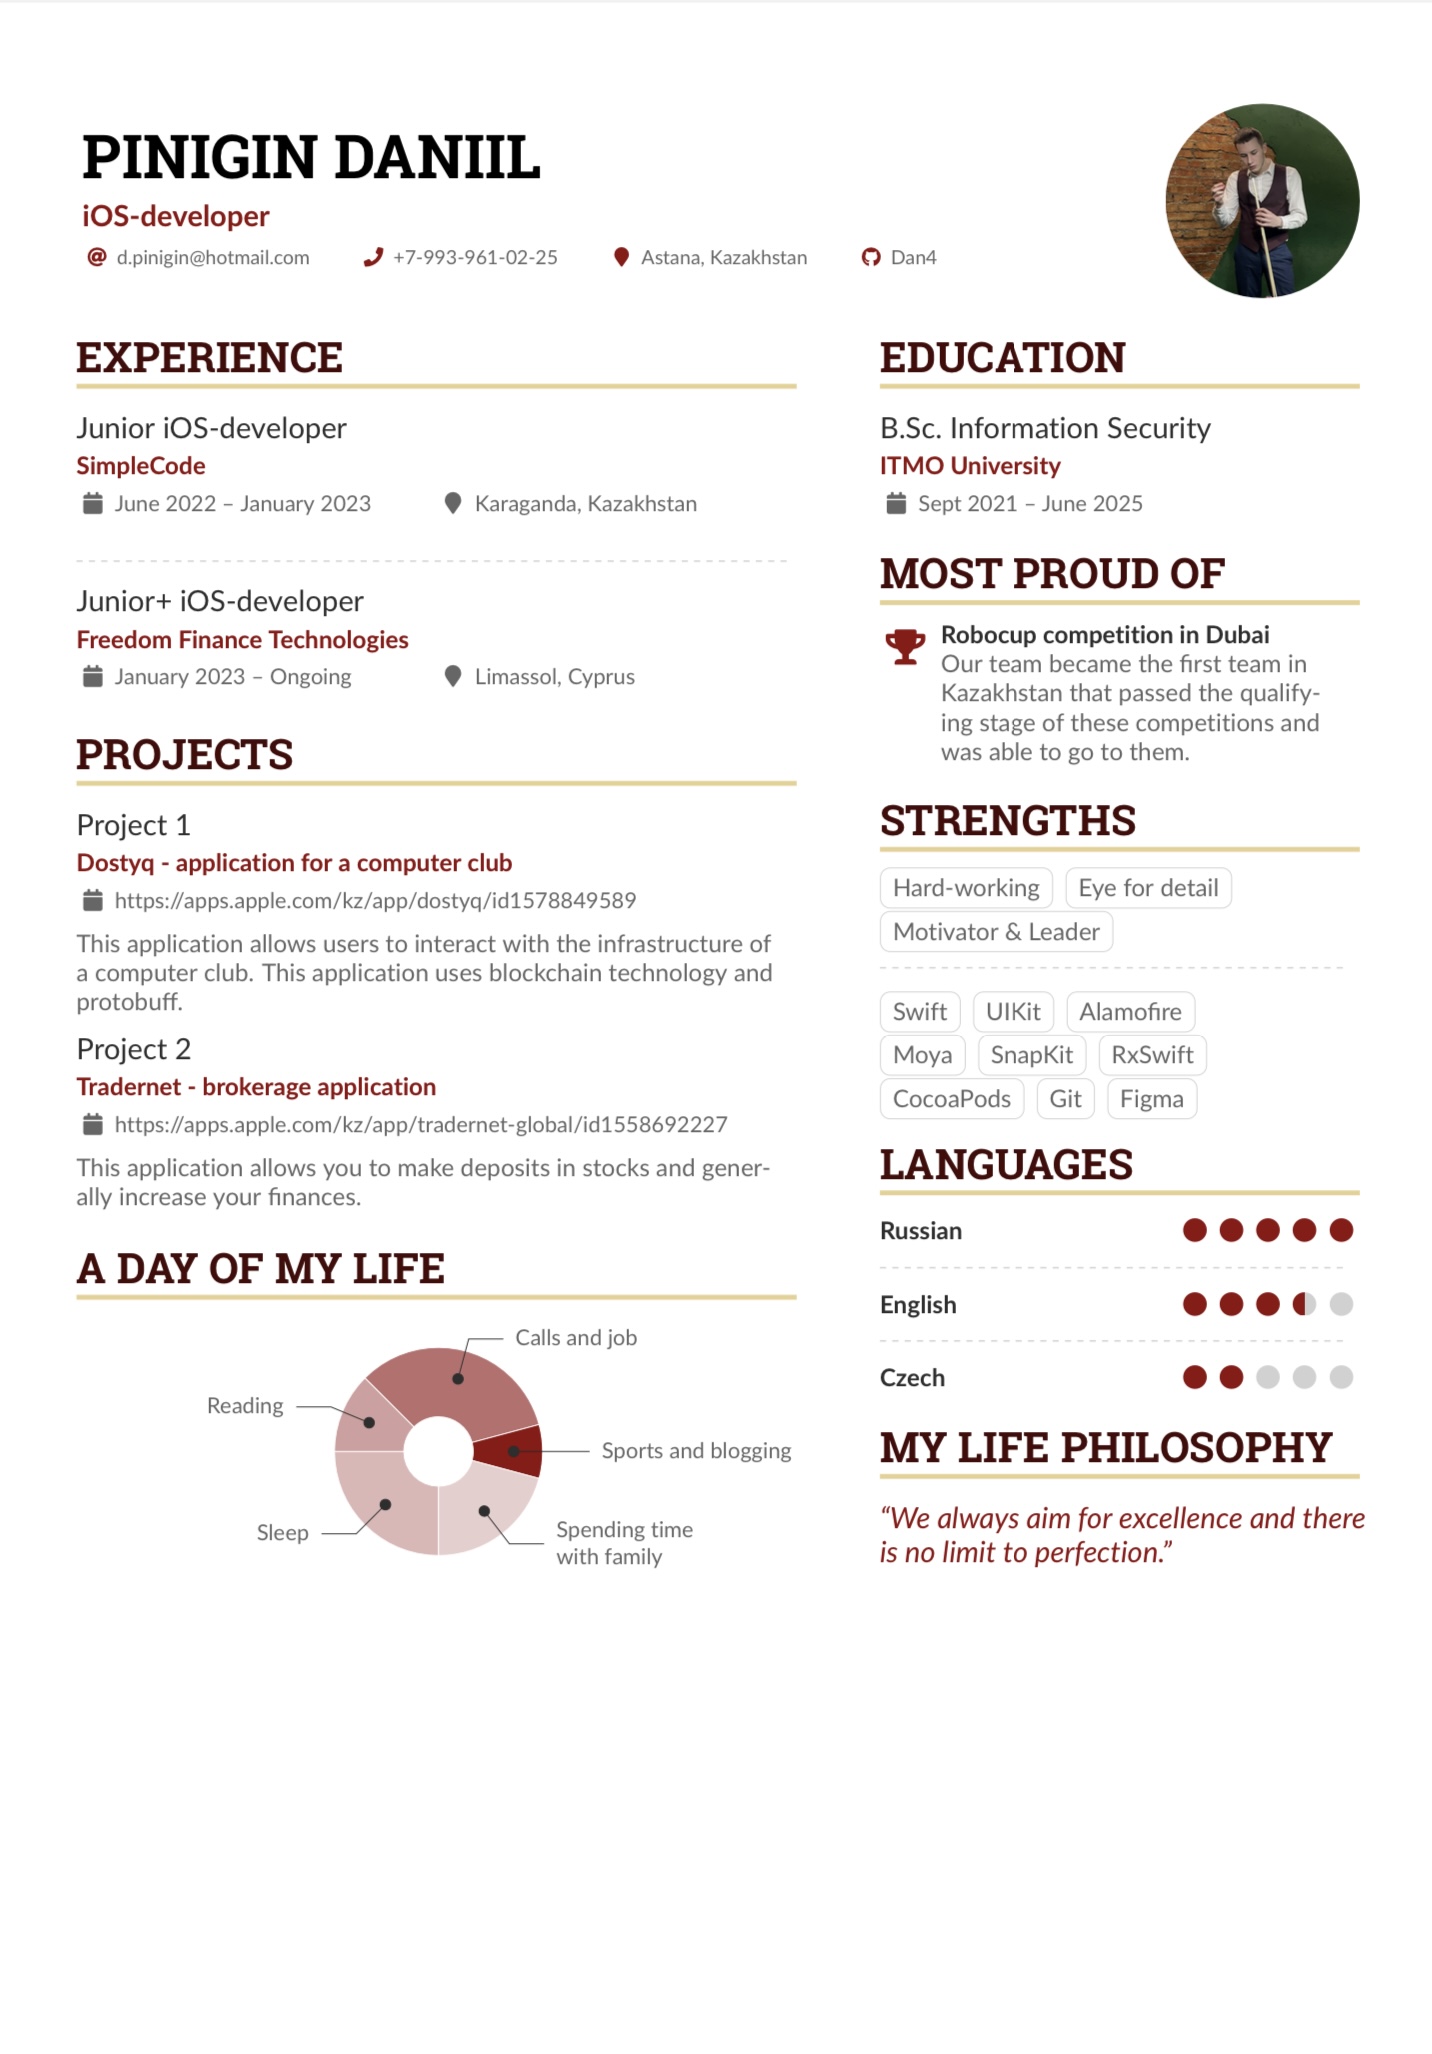 PINIGIN DANIIL
iOS-developer
d.pinigin@hotmail.com +7-993-961-02-25 Astana, Kazakhstan Dan4
EXPERIENCE
Junior iOS-developer
SimpleCode
June 2022 – January 2023 Karaganda, Kazakhstan
Junior+ iOS-developer
Freedom Finance Technologies
January 2023 – Ongoing Limassol, Cyprus
PROJECTS
Project 1
Dostyq - application for a computer club
https://apps.apple.com/kz/app/dostyq/id1578849589
This application allows users to interact with the infrastructure of
a computer club. This application uses blockchain technology and
protobuff.
Project 2
Tradernet - brokerage application
https://apps.apple.com/kz/app/tradernet-global/id1558692227
This application allows you to make deposits in stocks and gener-
ally increase your finances.
A DAY OF MY LIFE
Calls and job
Reading
Sports and blogging
Sleep
Spending time
with family
EDUCATION
B.Sc. Information Security
ITMO University
Sept 2021 – June 2025
MOST PROUD OF
Robocup competition in Dubai
Our team became the first team in
Kazakhstan that passed the qualify-
ing stage of these competitions and
was able to go to them.
STRENGTHS
Hard-working Eye for detail
Motivator & Leader
Swift UIKit Alamofire
Moya SnapKit RxSwift
CocoaPods Git Figma
LANGUAGES
Russian
English
Czech
MY LIFE PHILOSOPHY
“We always aim for excellence and there
is no limit to perfection.”